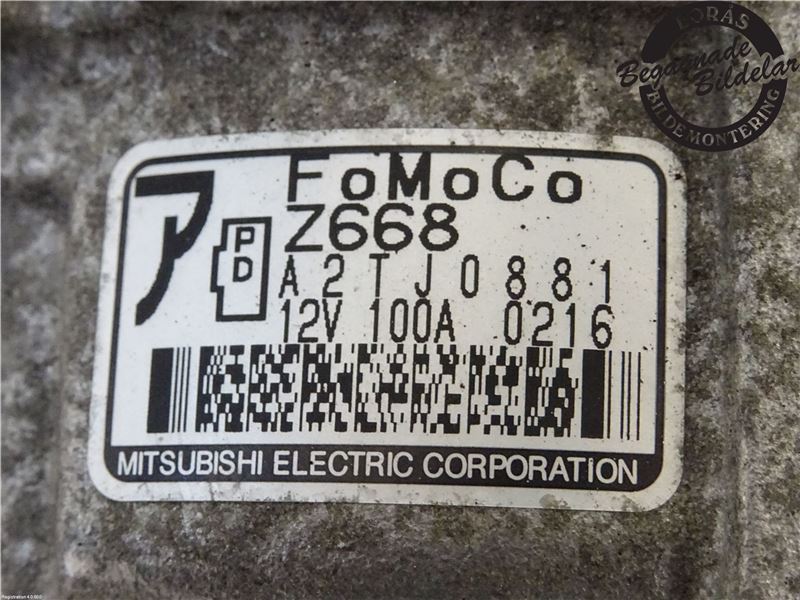 BORÅS
Begagnade
Bildelar
BILDEMONTERING
FoMoCo
ア
PD
Z668
A2TJ0881
12V 100A 0216
MITSUBISHI ELECTRIC CORPORATION